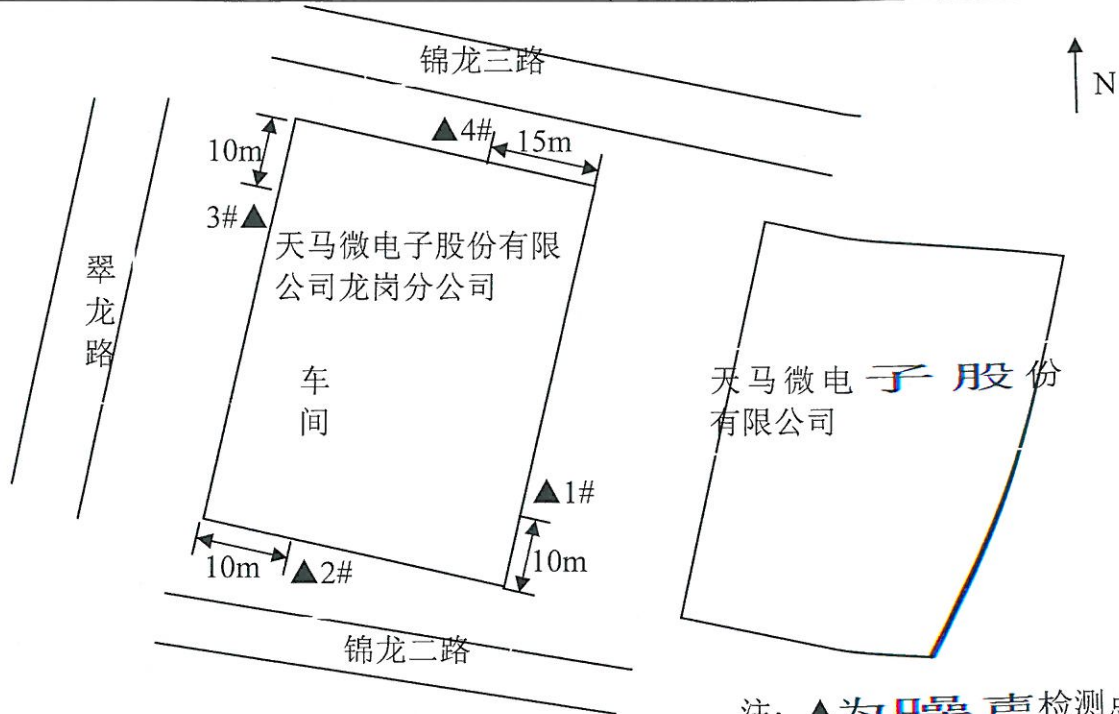 锦龙三路
N
▲4#
15m
10m
3#▲
天马微电子股份有限
公司龙岗分公司
翠龙路
车间
天马微电子股份
有限公司
▲1#
10m
10m
▲2#
锦龙二路
注：▲为噪声检测